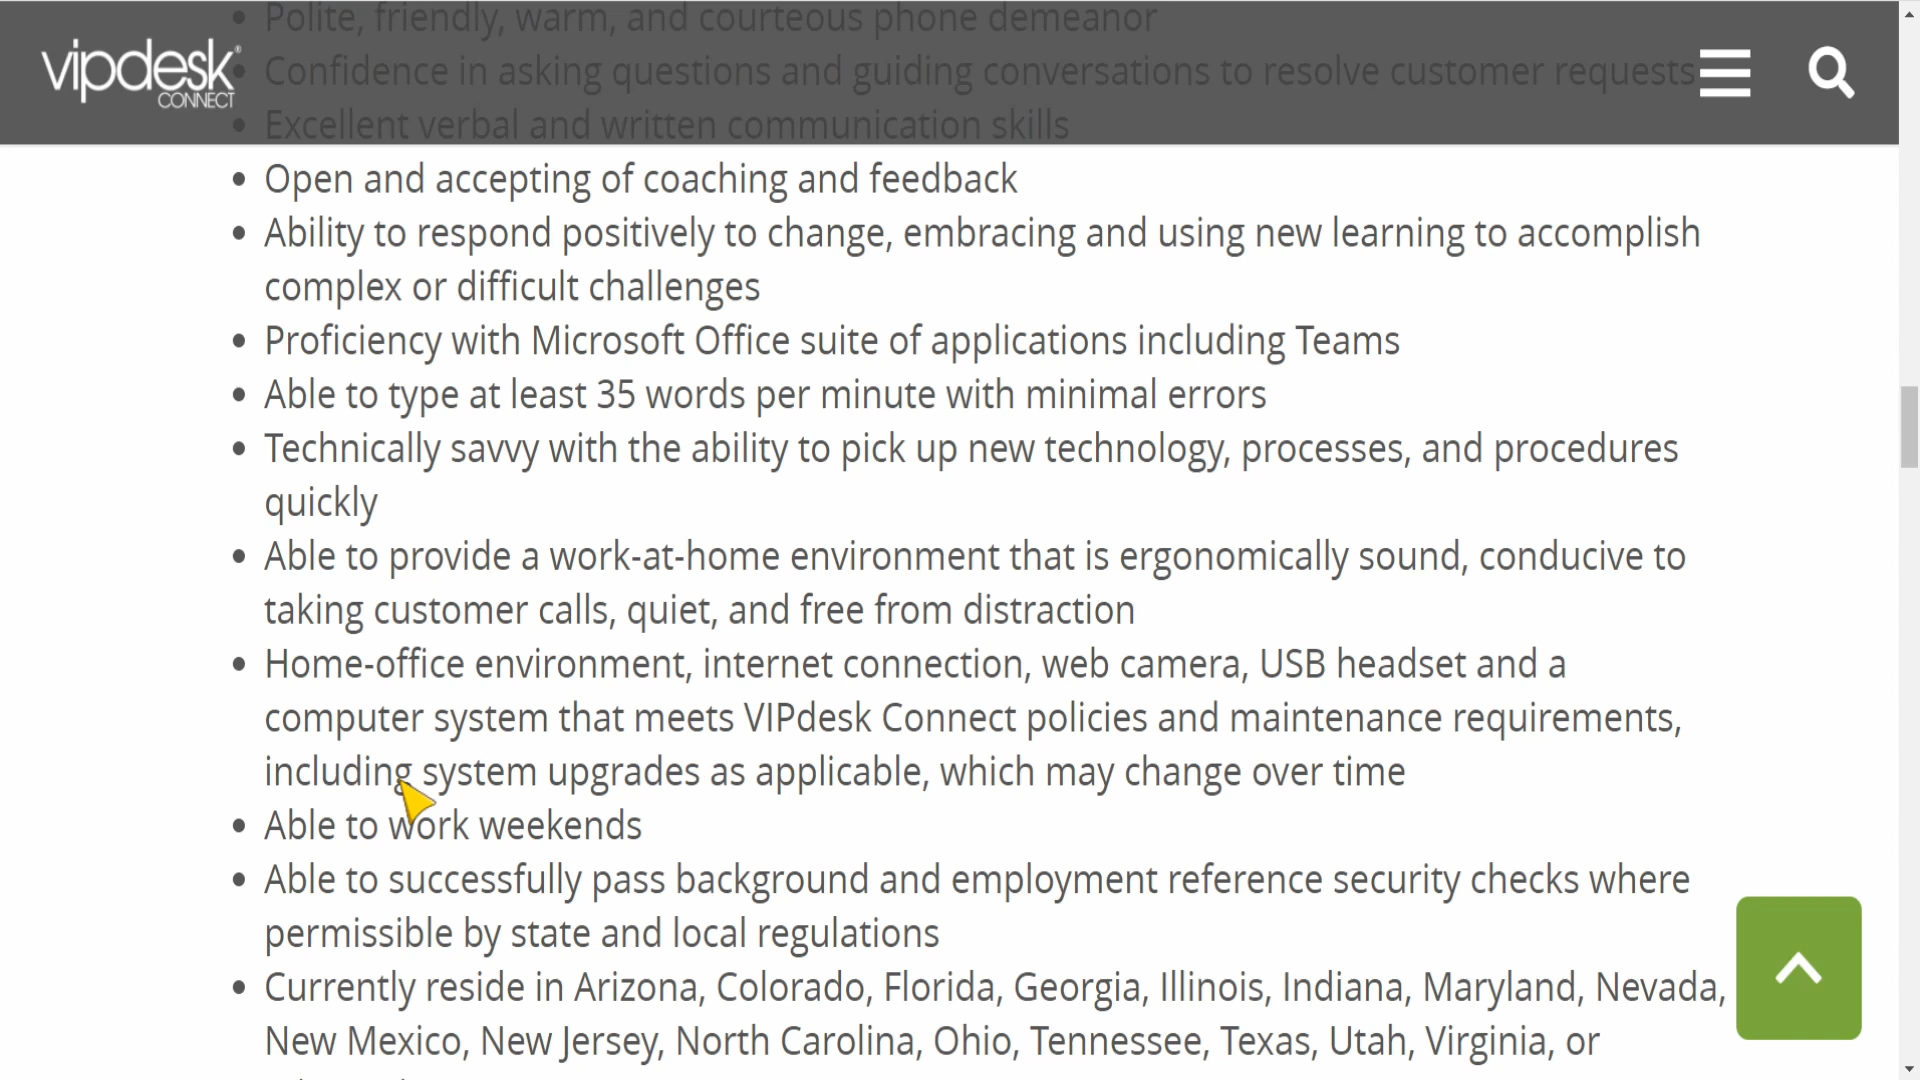 Polite, friendly, warm, and courteous phone demeanor
vipdesk®
CONNECT
Confidence in asking questions and guiding conversations to resolve customer requests
Excellent verbal and written communication skills
Open and accepting of coaching and feedback
Ability to respond positively to change, embracing and using new learning to accomplish
complex or difficult challenges
Proficiency with Microsoft Office suite of applications including Teams
Able to type at least 35 words per minute with minimal errors
Technically savvy with the ability to pick up new technology, processes, and procedures
quickly
Able to provide a work-at-home environment that is ergonomically sound, conducive to
taking customer calls, quiet, and free from distraction
Home-office environment, internet connection, web camera, USB headset and a
computer system that meets VIPdesk Connect policies and maintenance requirements,
including system upgrades as applicable, which may change over time
Able to work weekends
Able to successfully pass background and employment reference security checks where
permissible by state and local regulations
Currently reside in Arizona, Colorado, Florida, Georgia, Illinois, Indiana, Maryland, Nevada,
New Mexico, New Jersey, North Carolina, Ohio, Tennessee, Texas, Utah, Virginia, or